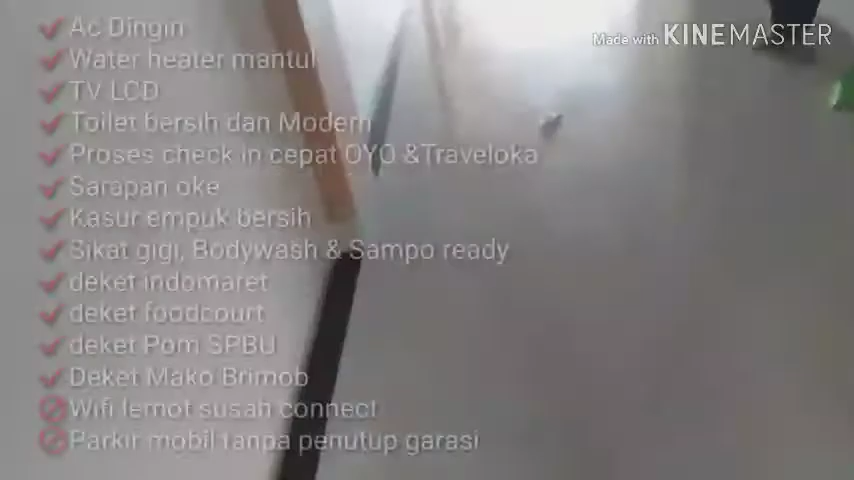 Made with KINEMASTER
Ac Dingin
Water heater mantul
TV LCD
Toilet bersih dan Modern
Proses check in cepat OYO &Traveloka
Sarapan oke
Kasur empuk bersih
Sikat gigi, Bodywash & Sampo ready
deket indomaret
deket foodcourt
deket Pom SPBU
Deket Mako Brimob
Wifi lemot susah connect
Parkir mobil tanpa penutup garasi